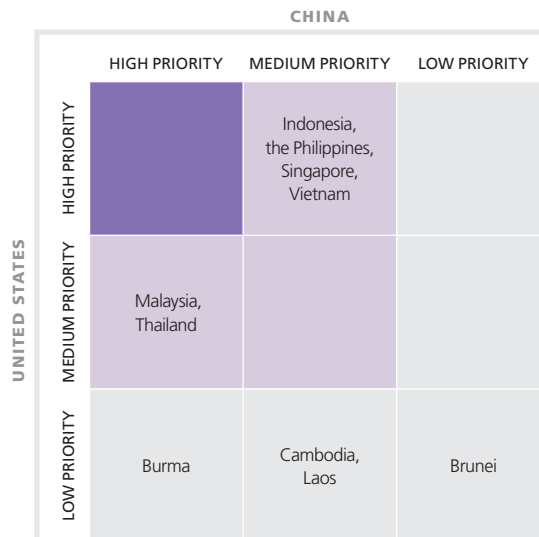 CHINA
HIGH PRIORITY MEDIUM PRIORITY LOW PRIORITY
UNITED STATES
HIGH PRIORITY
Indonesia,
the Philippines,
Singapore,
Vietnam
MEDIUM PRIORITY
Malaysia,
Thailand
LOW PRIORITY
Burma
Cambodia,
Laos
Brunei